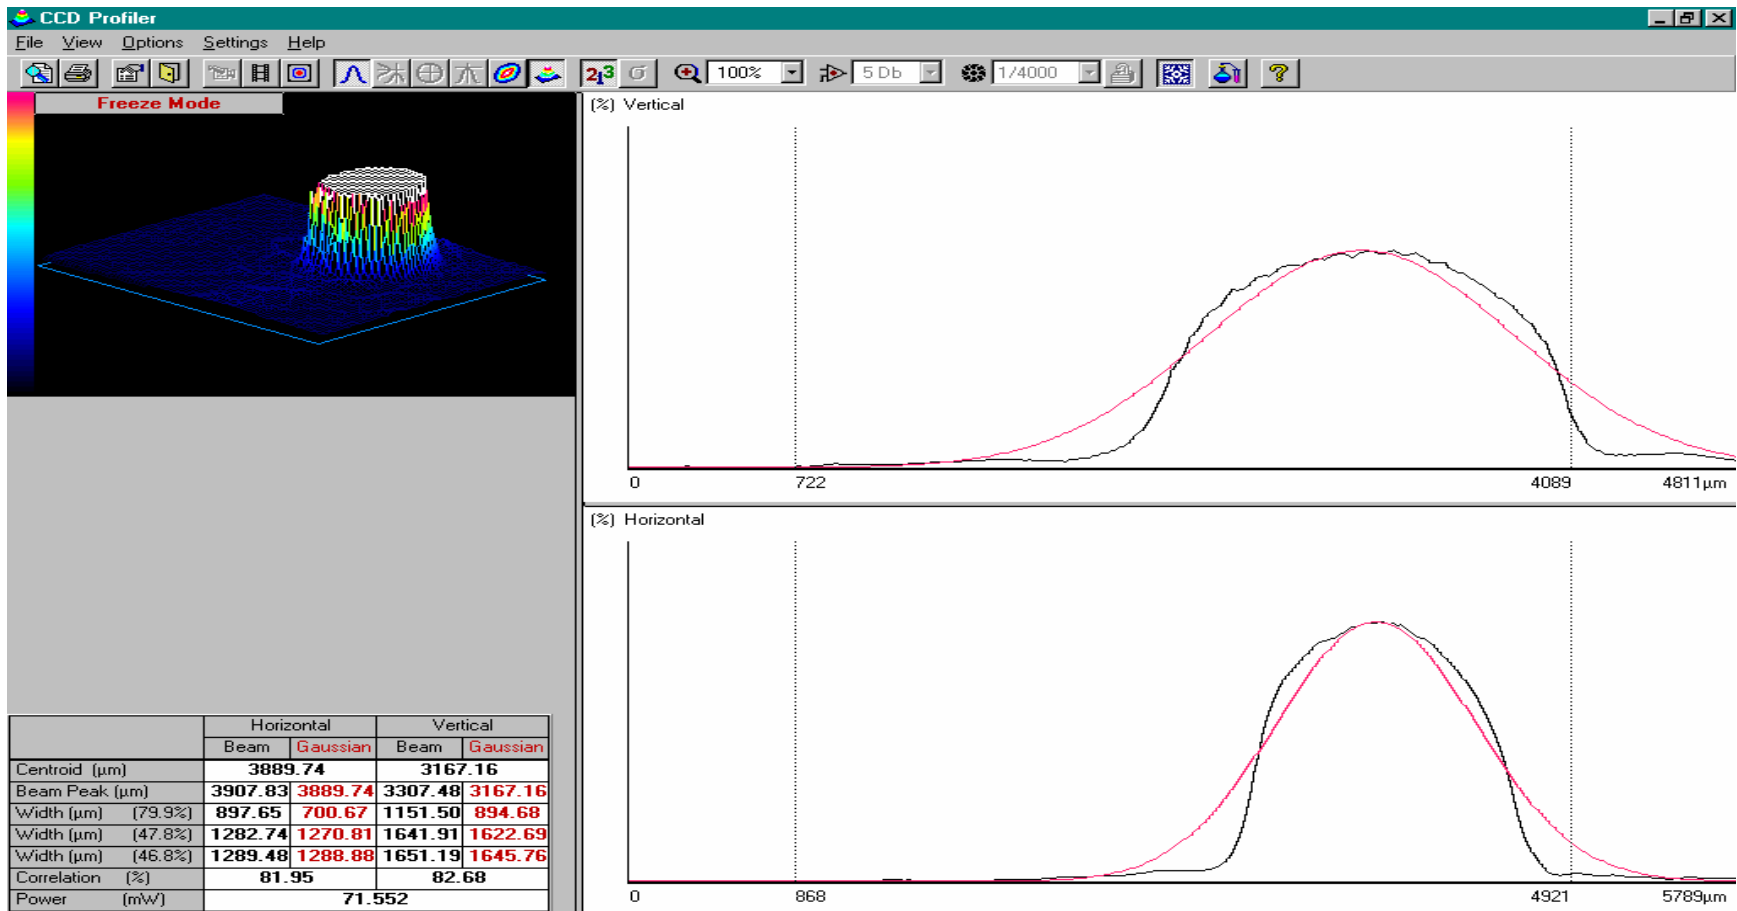 CCD Profiler
File View Options Settings Help
213 σ 100% 5 Db 1/4000 ?
Freeze Mode
(%) Vertical
0 722 4089 4811µm
(%) Horizontal
0 868 4921 5789µm
Horizontal Vertical
Beam Gaussian Beam Gaussian
Centroid (µm) 3889.74 3167.16
Beam Peak (µm) 3907.83 3889.74 3307.48 3167.16
Width (µm) (79.9%) 897.65 700.67 1151.50 894.68
Width (µm) (47.8%) 1282.74 1270.81 1641.91 1622.69
Width (µm) (46.8%) 1289.48 1288.88 1651.19 1645.76
Correlation (%) 81.95 82.68
Power (mW) 71.552